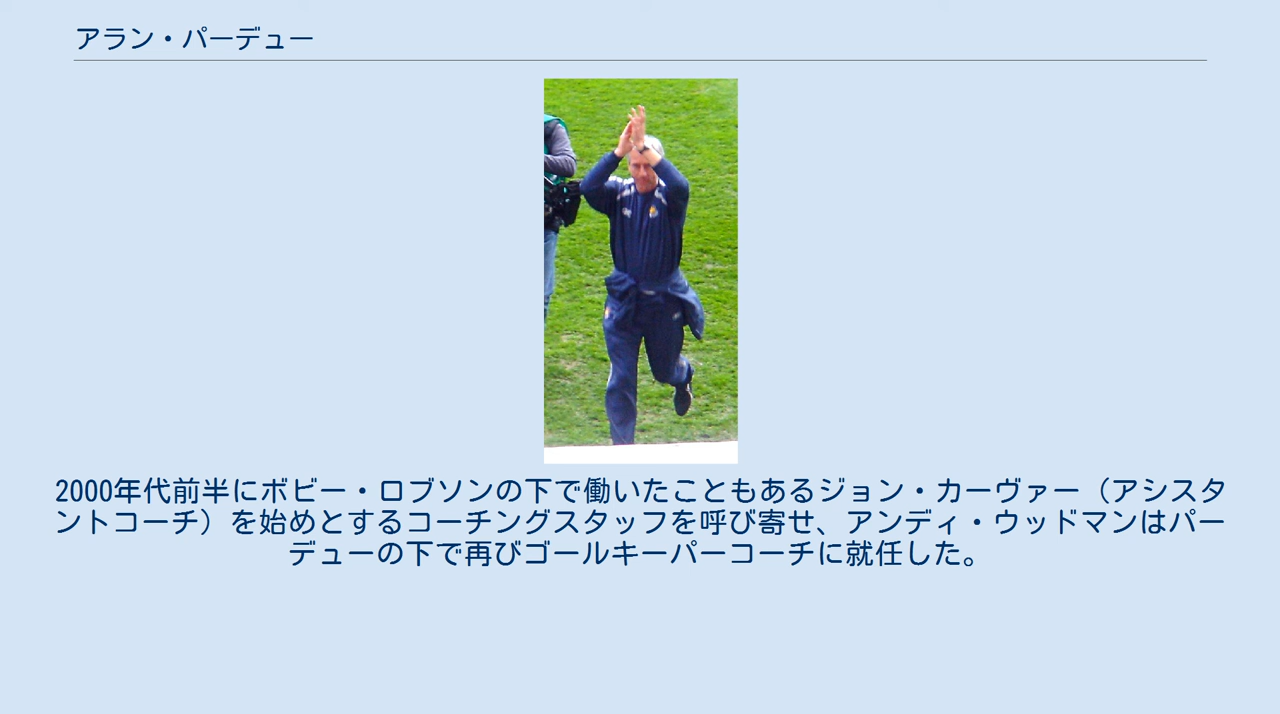 アラン・パーデュー
2000年代前半にボビー・ロブソンの下で働いたこともあるジョン・カーヴァー（アシスタ
ントコーチ）を始めとするコーチングスタッフを呼び寄せ、アンディ・ウッドマンはパー
デューの下で再びゴールキーパーコーチに就任した。